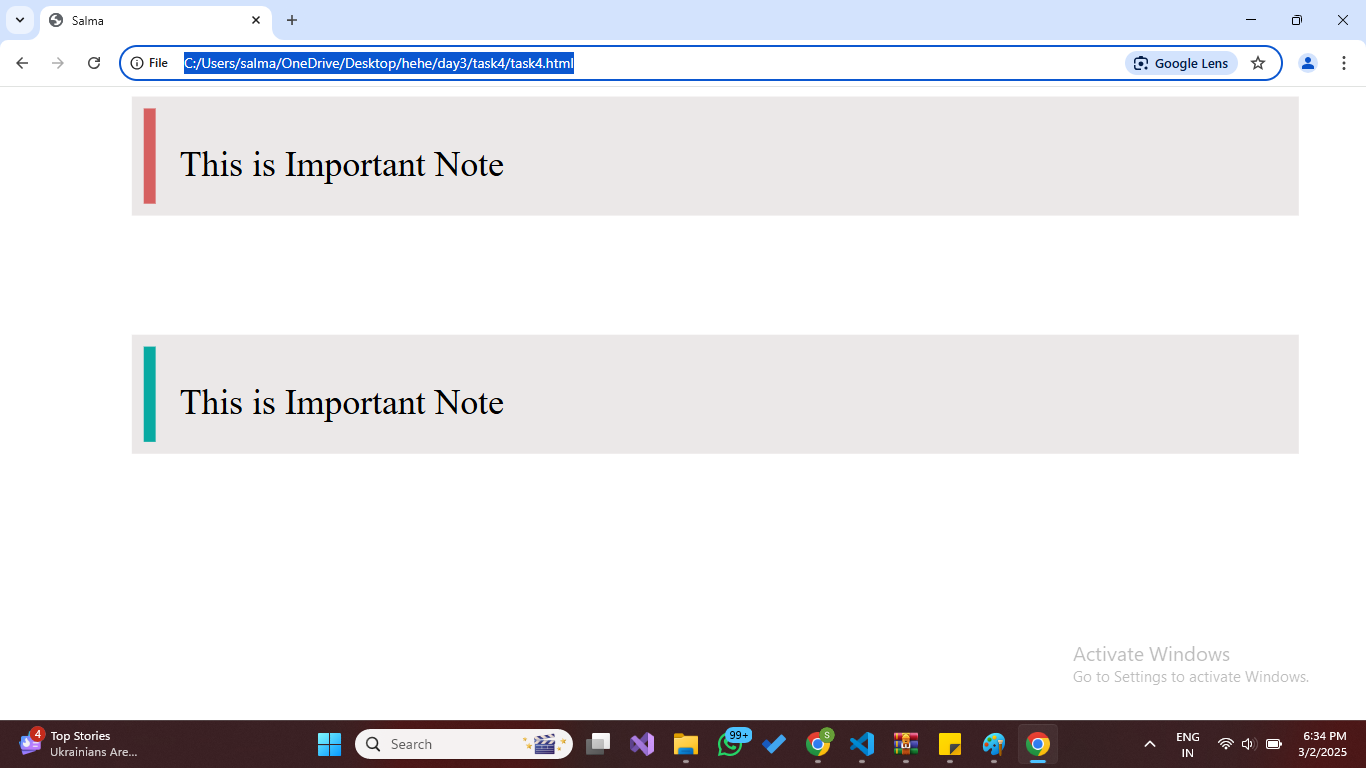 Salma
File
C:/Users/salma/OneDrive/Desktop/hehe/day3/task4/task4.html
Google Lens
This is Important Note
This is Important Note
Activate Windows
Go to Settings to activate Windows.
4
Top Stories
Ukrainians Are...
Search
99+
S
ENG
IN
6:34 PM
3/2/2025